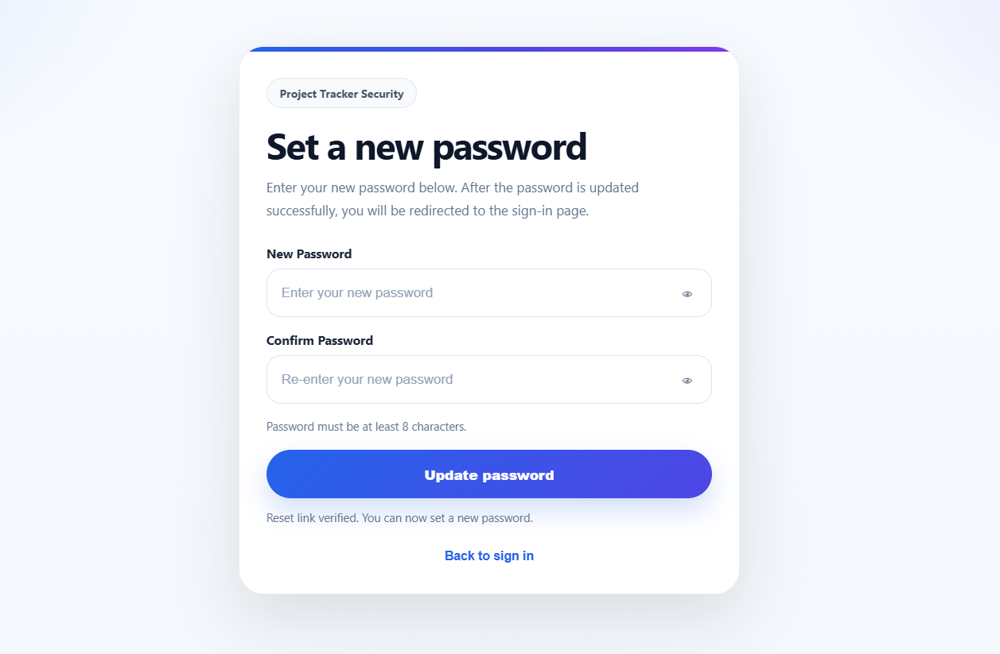 Project Tracker Security
Set a new password
Enter your new password below. After the password is updated
successfully, you will be redirected to the sign-in page.
New Password
Enter your new password
Confirm Password
Re-enter your new password
Password must be at least 8 characters.
Update password
Reset link verified. You can now set a new password.
Back to sign in